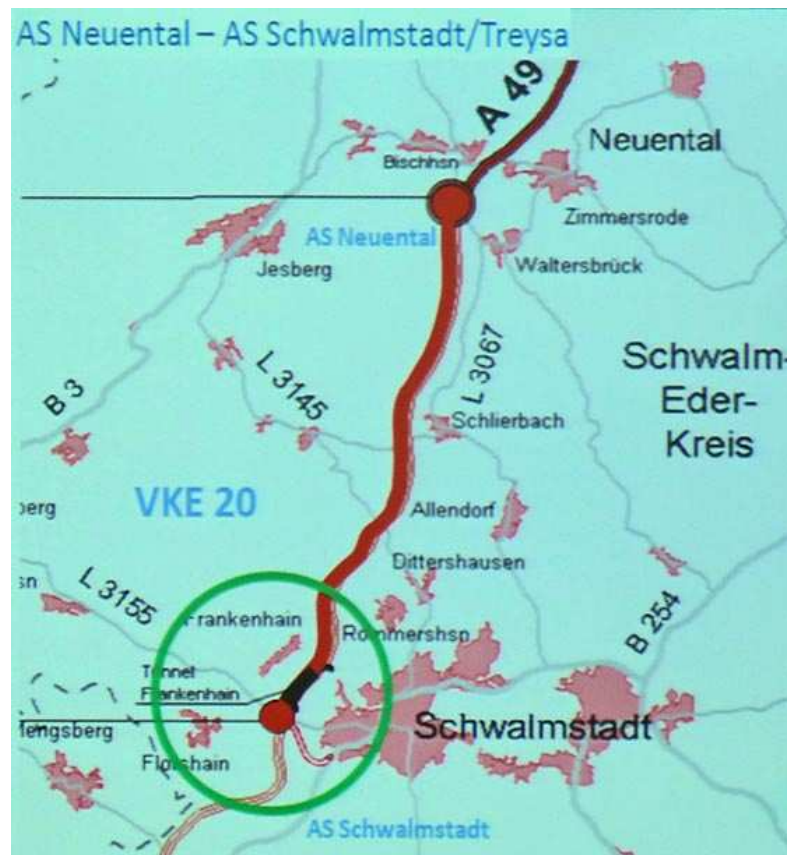 AS Neuental – AS Schwalmstadt/Treysa
A 49
Neuental
Bischhsn
Zimmersrode
AS Neuental
Waltersbrück
Jesberg
L 3067
Schwalm-
Eder-
Kreis
B 3
L 3145
Schlierbach
VKE 20
Allendorf
berg
Dittershausen
sn
L 3155
Frankenhain
Rommershsp
B 254
Tunnel
Frankenhain
Mengsberg
Schwalmstadt
Florshain
AS Schwalmstadt